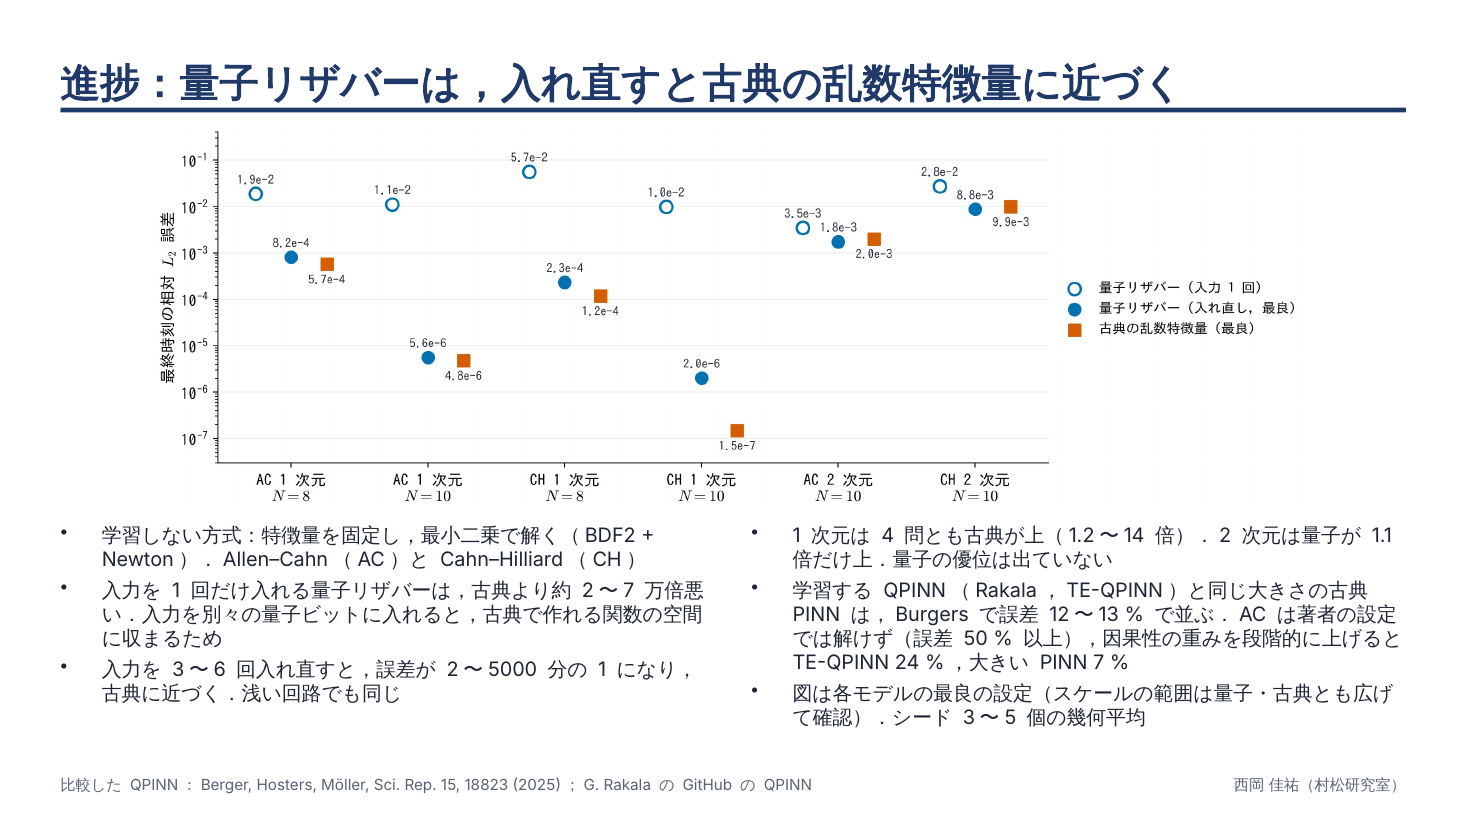 進捗：量子リザバーは，入れ直すと古典の乱数特徴量に近づく
最終時刻の相対 L₂ 誤差
10⁻¹
10⁻²
10⁻³
10⁻⁴
10⁻⁵
10⁻⁶
10⁻⁷
1.9e-2
8.2e-4
5.7e-4
1.1e-2
5.6e-6
4.8e-6
5.7e-2
2.3e-4
1.2e-4
1.0e-2
2.0e-6
1.5e-7
3.5e-3
1.8e-3
2.0e-3
2.8e-2
8.8e-3
9.9e-3
AC 1 次元
N = 8
AC 1 次元
N = 10
CH 1 次元
N = 8
CH 1 次元
N = 10
AC 2 次元
N = 10
CH 2 次元
N = 10
量子リザバー（入力 1 回）
量子リザバー（入れ直し，最良）
古典の乱数特徴量（最良）
• 学習しない方式：特徴量を固定し，最小二乗で解く（ BDF2 +
Newton ）． Allen–Cahn （ AC ）と Cahn–Hilliard （ CH ）
• 入力を 1 回だけ入れる量子リザバーは，古典より約 2 〜 7 万倍悪
い．入力を別々の量子ビットに入れると，古典で作れる関数の空間
に収まるため
• 入力を 3 〜 6 回入れ直すと，誤差が 2 〜 5000 分の 1 になり，
古典に近づく．浅い回路でも同じ
• 1 次元は 4 問とも古典が上（ 1.2 〜 14 倍）． 2 次元は量子が 1.1
倍だけ上．量子の優位は出ていない
• 学習する QPINN （ Rakala ， TE-QPINN ）と同じ大きさの古典
PINN は， Burgers で誤差 12 〜 13 % で並ぶ． AC は著者の設定
では解けず（誤差 50 % 以上），因果性の重みを段階的に上げると
TE-QPINN 24 % ，大きい PINN 7 %
• 図は各モデルの最良の設定（スケールの範囲は量子・古典とも広げ
て確認）．シード 3 〜 5 個の幾何平均
比較した QPINN ： Berger, Hosters, Möller, Sci. Rep. 15, 18823 (2025) ； G. Rakala の GitHub の QPINN
西岡 佳祐（村松研究室）